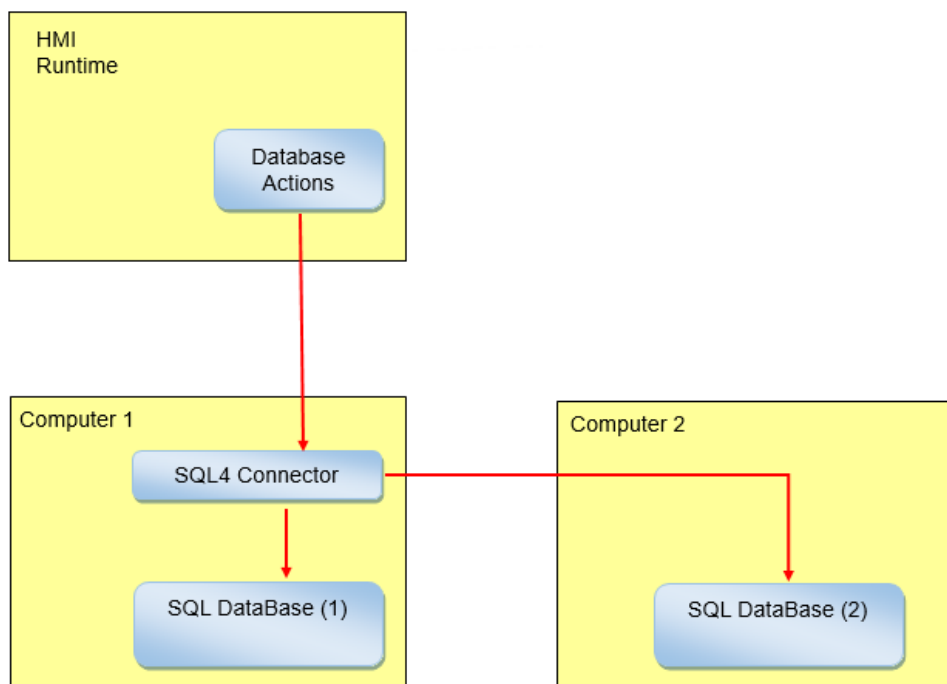 HMI
Runtime
Database
Actions
Computer 1
SQL4 Connector
SQL DataBase (1)
Computer 2
SQL DataBase (2)